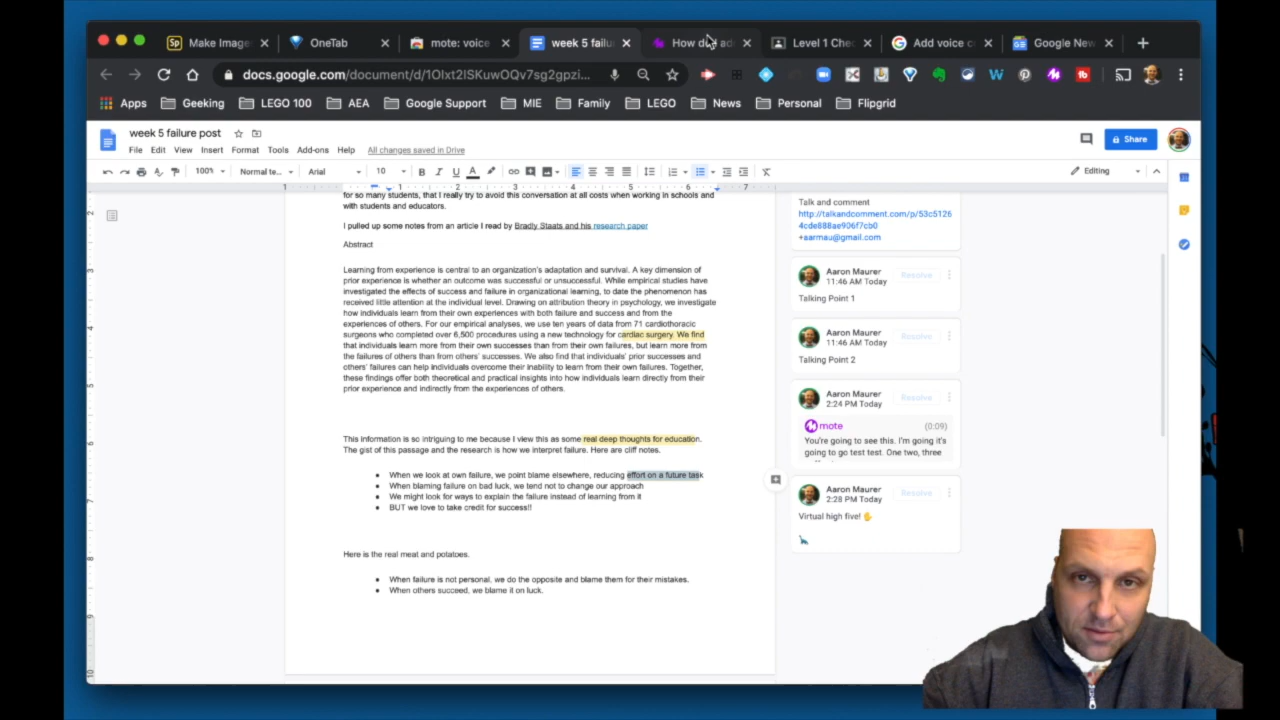 Make Image
OneTab
mote: voice
week 5 failu
How do I ad
Level 1 Chec
Add voice c
Google New
docs.google.com/document/d/1OIxt2lSKuwOQv7sg2gpzi...
Apps
Geeking
LEGO 100
AEA
Google Support
MIE
Family
LEGO
News
Personal
Flipgrid
week 5 failure post
File Edit View Insert Format Tools Add-ons Help All changes saved in Drive
Share
100% Normal te... Arial 10
Editing
for so many students, that I really try to avoid this conversation at all costs when working in schools and
with students and educators.
I pulled up some notes from an article I read by Bradly Staats and his research paper
Abstract
Learning from experience is central to an organization's adaptation and survival. A key dimension of
prior experience is whether an outcome was successful or unsuccessful. While empirical studies have
investigated the effects of success and failure in organizational learning, to date the phenomenon has
received little attention at the individual level. Drawing on attribution theory in psychology, we investigate
how individuals learn from their own experiences with both failure and success and from the
experiences of others. For our empirical analyses, we use ten years of data from 71 cardiothoracic
surgeons who completed over 6,500 procedures using a new technology for cardiac surgery. We find
that individuals learn more from their own successes than from their own failures, but learn more from
the failures of others than from others' successes. We also find that individuals' prior successes and
others' failures can help individuals overcome their inability to learn from their own failures. Together,
these findings offer both theoretical and practical insights into how individuals learn directly from their
prior experience and indirectly from the experiences of others.
This information is so intriguing to me because I view this as some real deep thoughts for education.
The gist of this passage and the research is how we interpret failure. Here are cliff notes.
● When we look at own failure, we point blame elsewhere, reducing effort on a future task
● When blaming failure on bad luck, we tend not to change our approach
● We might look for ways to explain the failure instead of learning from it
● BUT we love to take credit for success!!
Here is the real meat and potatoes.
● When failure is not personal, we do the opposite and blame them for their mistakes.
● When others succeed, we blame it on luck.
Talk and comment
http://talkandcomment.com/p/53c5126
4cde888ae906f7cb0
+aarmau@gmail.com
Aaron Maurer
11:46 AM Today
Resolve
Talking Point 1
Aaron Maurer
11:46 AM Today
Resolve
Talking Point 2
Aaron Maurer
2:24 PM Today
Resolve
mote (0:09)
You're going to see this. I'm going it's
going to go test test. One two, three
Aaron Maurer
2:28 PM Today
Resolve
Virtual high five! ✋